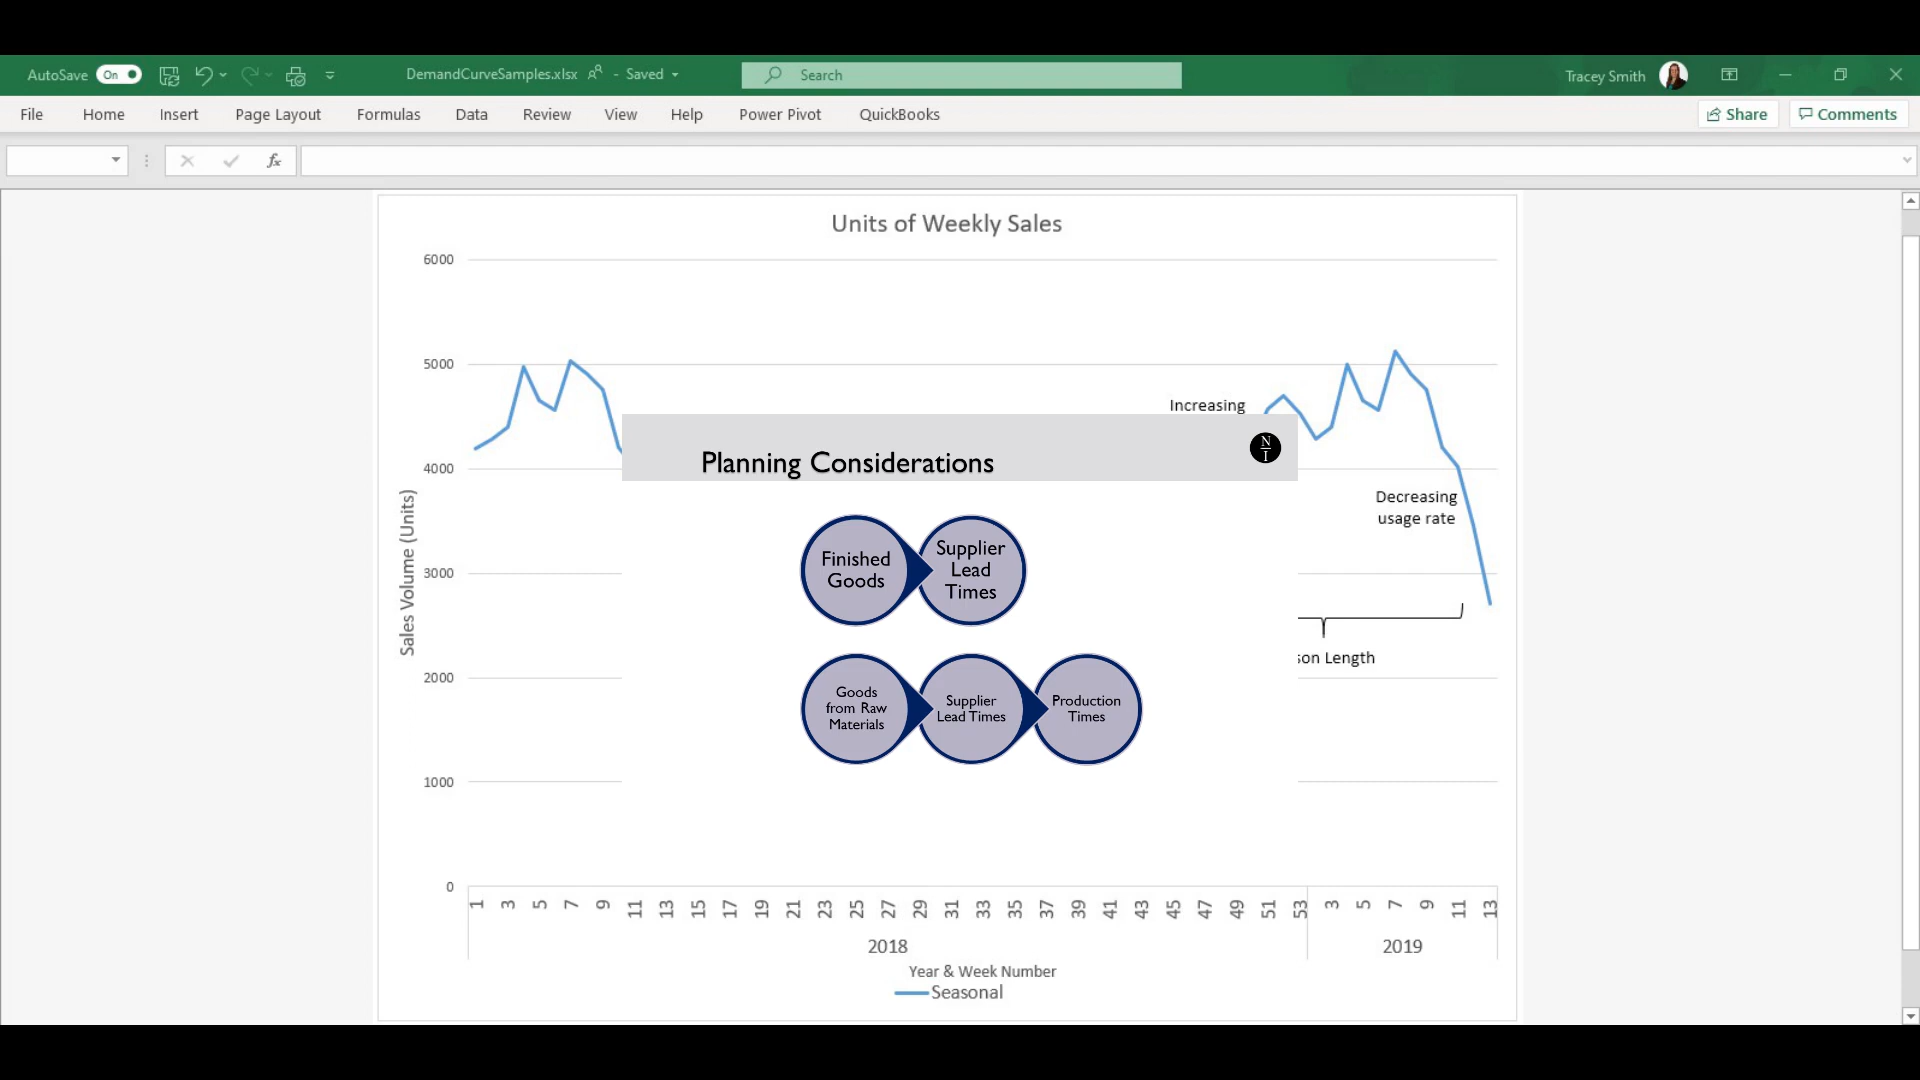 AutoSave On DemandCurveSamples.xlsx - Saved Search Tracey Smith
File Home Insert Page Layout Formulas Data Review View Help Power Pivot QuickBooks Share Comments
fx
Units of Weekly Sales
6000
5000
4000
3000
2000
1000
0
Sales Volume (Units)
Increasing
Decreasing
usage rate
son Length
Planning Considerations
N
I
Finished
Goods
Supplier
Lead
Times
Goods
from Raw
Materials
Supplier
Lead Times
Production
Times
1 3 5 7 9 11 13 15 17 19 21 23 25 27 29 31 33 35 37 39 41 43 45 47 49 51 53 3 5 7 9 11 13
2018 2019
Year & Week Number
Seasonal